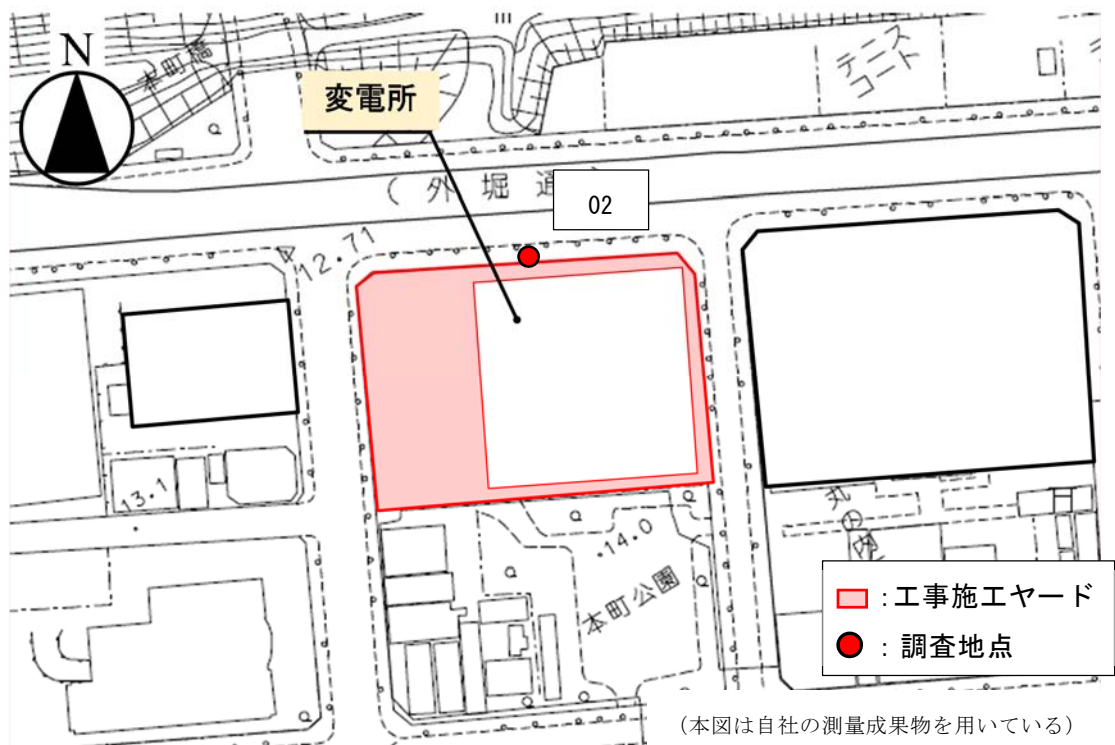 N
本町橋
テニス
コート
変電所
(外堀通
02
12.71
13.1
14.0
本町公園
丸の内
:工事施工ヤード
:調査地点
(本図は自社の測量成果物を用いている)